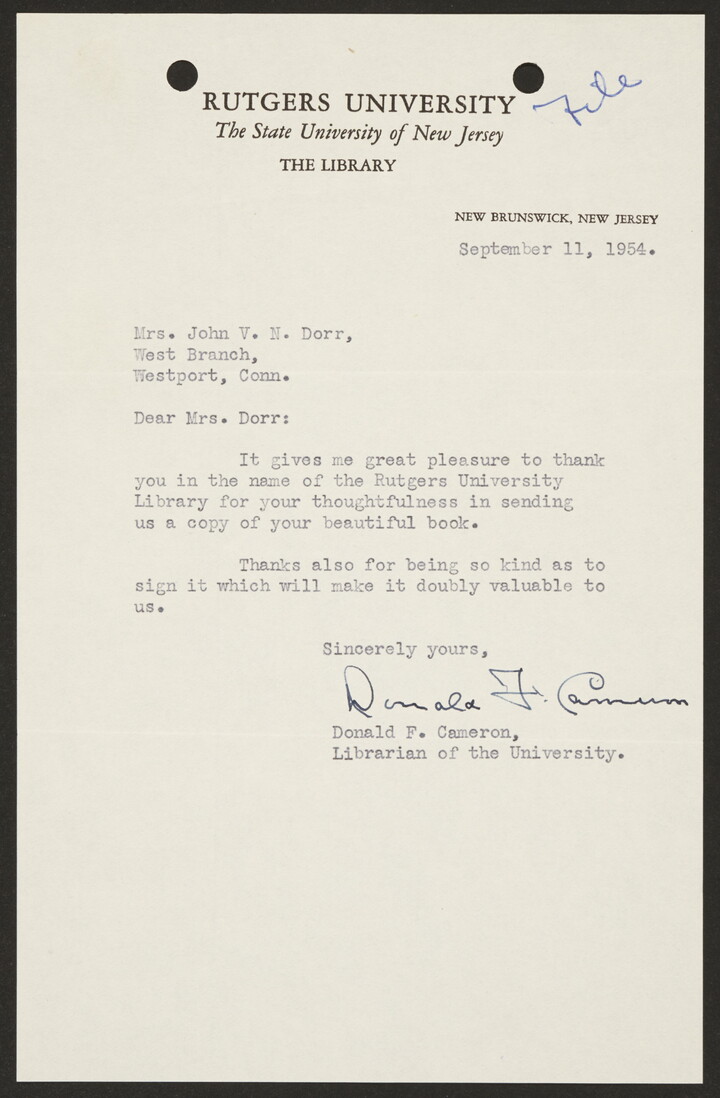 RUTGERS UNIVERSITY
File
The State University of New Jersey
THE LIBRARY
NEW BRUNSWICK, NEW JERSEY
September 11, 1954.
Mrs. John V. N. Dorr,
West Branch,
Westport, Conn.
Dear Mrs. Dorr:
It gives me great pleasure to thank
you in the name of the Rutgers University
Library for your thoughtfulness in sending
us a copy of your beautiful book.
Thanks also for being so kind as to
sign it which will make it doubly valuable to
us.
Sincerely yours,
Donald F. Cameron
Donald F. Cameron,
Librarian of the University.